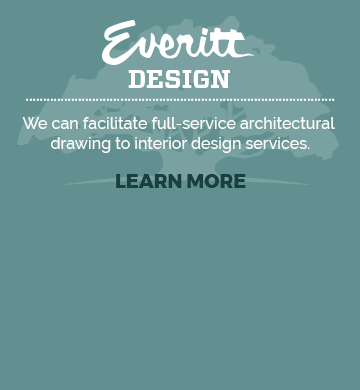 Everitt
DESIGN
We can facilitate full-service architectural
drawing to interior design services.
LEARN MORE